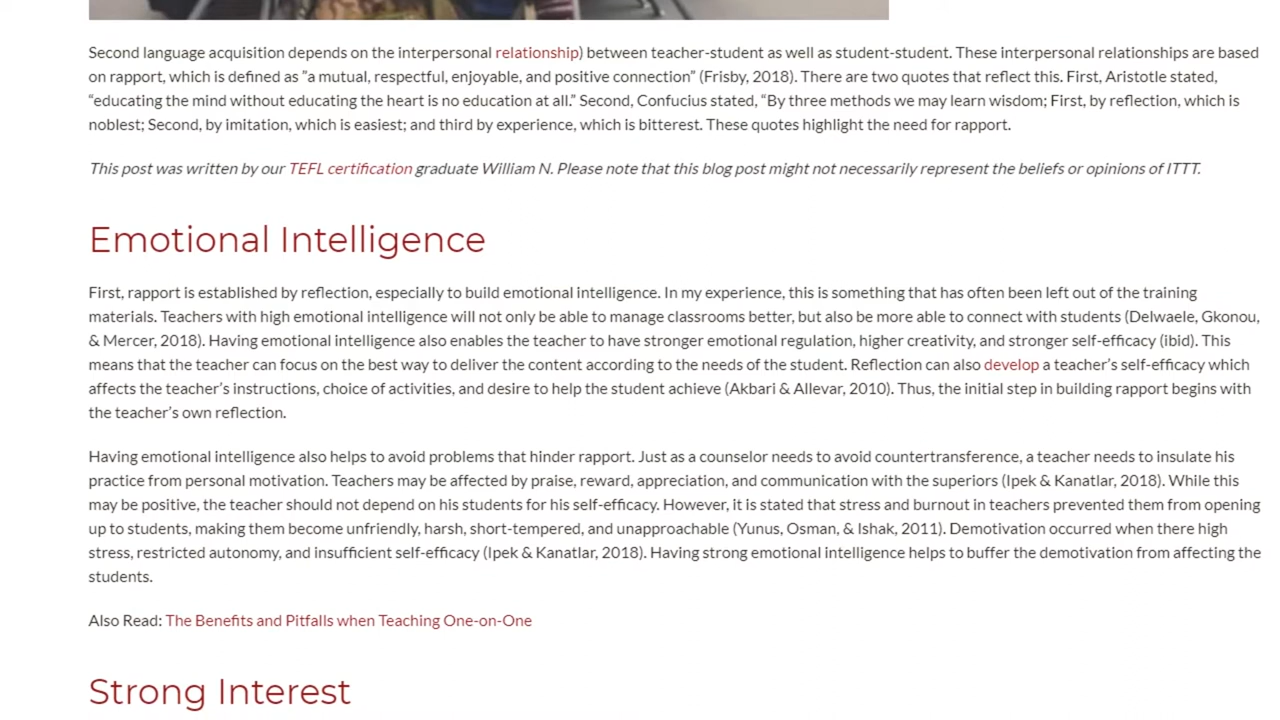 Second language acquisition depends on the interpersonal relationship) between teacher-student as well as student-student. These interpersonal relationships are based
on rapport, which is defined as ”a mutual, respectful, enjoyable, and positive connection” (Frisby, 2018). There are two quotes that reflect this. First, Aristotle stated,
“educating the mind without educating the heart is no education at all.” Second, Confucius stated, “By three methods we may learn wisdom; First, by reflection, which is
noblest; Second, by imitation, which is easiest; and third by experience, which is bitterest. These quotes highlight the need for rapport.
This post was written by our TEFL certification graduate William N. Please note that this blog post might not necessarily represent the beliefs or opinions of ITTT.
Emotional Intelligence
First, rapport is established by reflection, especially to build emotional intelligence. In my experience, this is something that has often been left out of the training
materials. Teachers with high emotional intelligence will not only be able to manage classrooms better, but also be more able to connect with students (Delwaele, Gkonou,
& Mercer, 2018). Having emotional intelligence also enables the teacher to have stronger emotional regulation, higher creativity, and stronger self-efficacy (ibid). This
means that the teacher can focus on the best way to deliver the content according to the needs of the student. Reflection can also develop a teacher’s self-efficacy which
affects the teacher’s instructions, choice of activities, and desire to help the student achieve (Akbari & Allevar, 2010). Thus, the initial step in building rapport begins with
the teacher’s own reflection.
Having emotional intelligence also helps to avoid problems that hinder rapport. Just as a counselor needs to avoid countertransference, a teacher needs to insulate his
practice from personal motivation. Teachers may be affected by praise, reward, appreciation, and communication with the superiors (Ipek & Kanatlar, 2018). While this
may be positive, the teacher should not depend on his students for his self-efficacy. However, it is stated that stress and burnout in teachers prevented them from opening
up to students, making them become unfriendly, harsh, short-tempered, and unapproachable (Yunus, Osman, & Ishak, 2011). Demotivation occurred when there high
stress, restricted autonomy, and insufficient self-efficacy (Ipek & Kanatlar, 2018). Having strong emotional intelligence helps to buffer the demotivation from affecting the
students.
Also Read: The Benefits and Pitfalls when Teaching One-on-One
Strong Interest